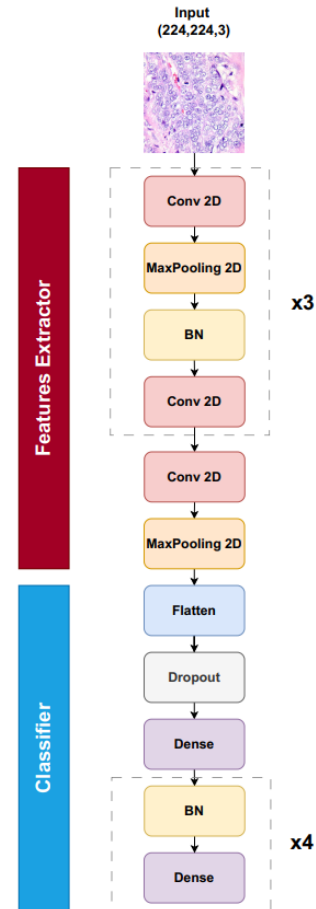 Input
(224,224,3)
Features Extractor
Conv 2D
MaxPooling 2D
BN
Conv 2D
x3
Conv 2D
MaxPooling 2D
Classifier
Flatten
Dropout
Dense
BN
Dense
x4